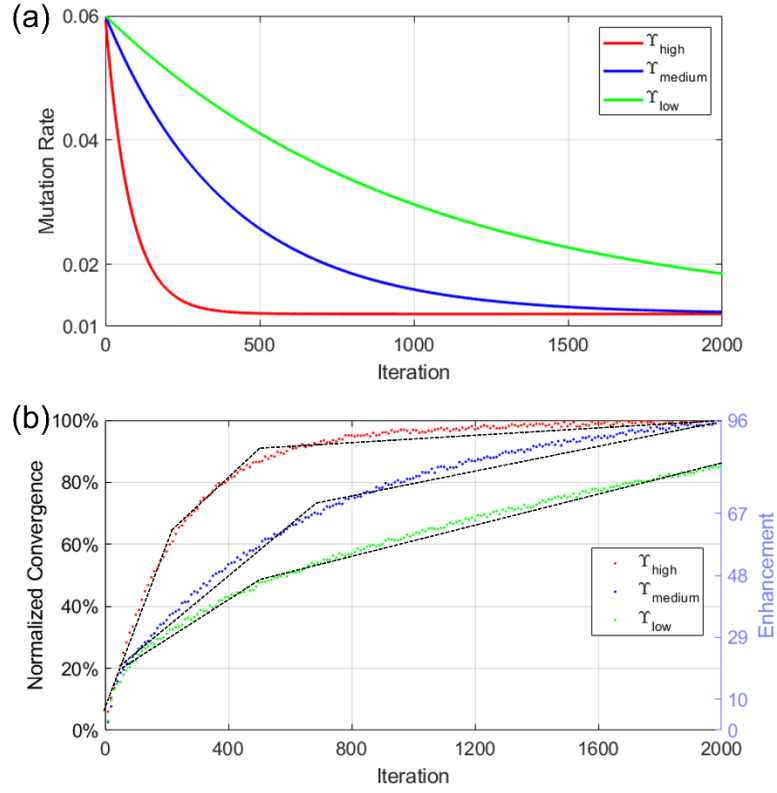 (a)
0.06
0.04
0.02
0.01
Mutation Rate
ϒhigh
ϒmedium
ϒlow
0
500
1000
1500
2000
Iteration
(b)
100%
80%
60%
40%
20%
0%
Normalized Convergence
96
67
48
29
10
0
Enhancement
ϒhigh
ϒmedium
ϒlow
0
400
800
1200
1600
2000
Iteration